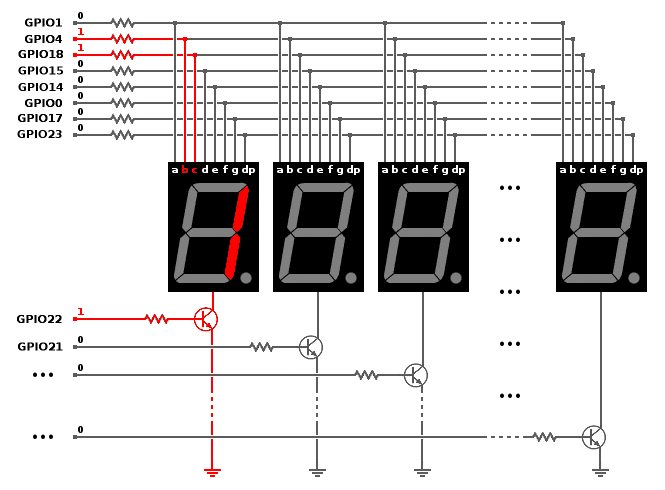 GPIO1 0
GPIO4 1
GPIO18 1
GPIO15 0
GPIO14 0
GPIO0 0
GPIO17 0
GPIO23 0
a b c d e f g dp a b c d e f g dp a b c d e f g dp a b c d e f g dp
GPIO22 1
GPIO21 0
... 0
... 0